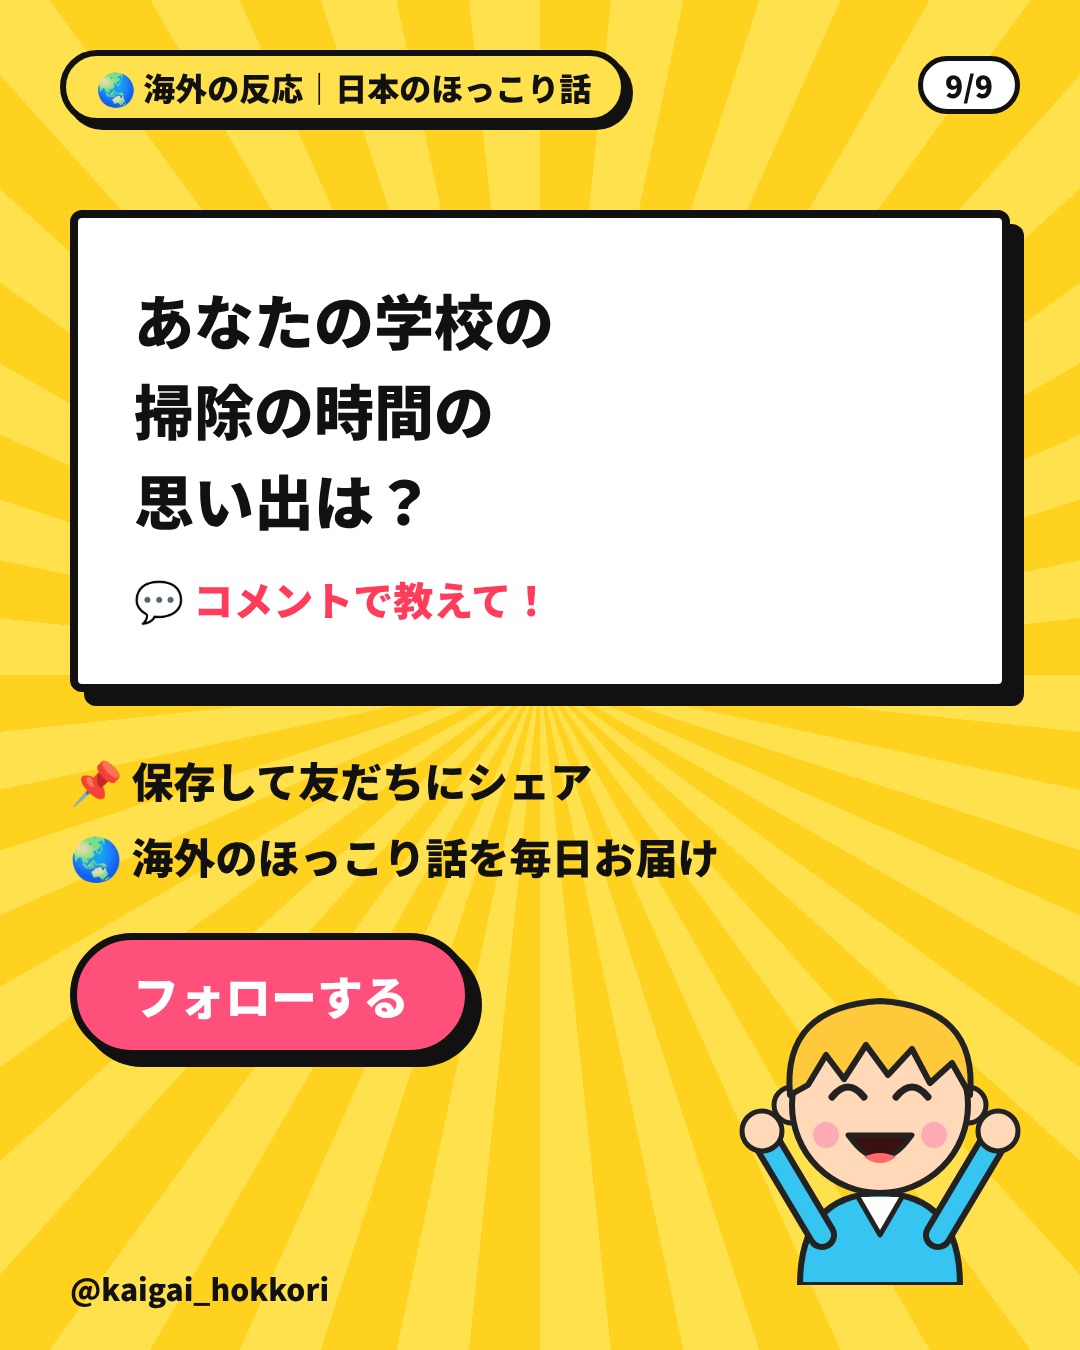 🌏 海外の反応｜日本のほっこり話
9/9
あなたの学校の
掃除の時間の
思い出は？
💬 コメントで教えて！
📌 保存して友だちにシェア
🌏 海外のほっこり話を毎日お届け
フォローする
@kaigai_hokkori